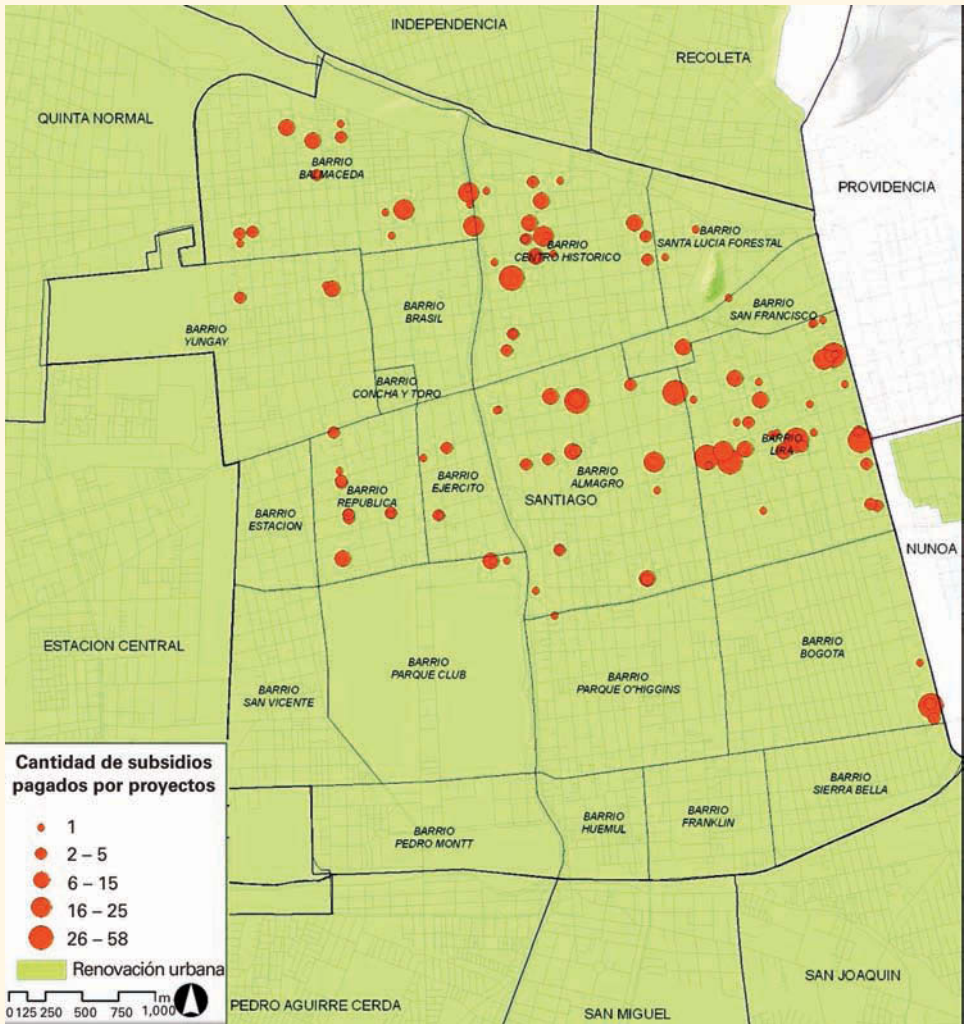 INDEPENDENCIA
RECOLETA
QUINTA NORMAL
BARRIO
BALMACEDA
PROVIDENCIA
BARRIO
SANTA LUCIA FORESTAL
BARRIO
CENTRO HISTORICO
BARRIO
SAN FRANCISCO
BARRIO
BRASIL
BARRIO
YUNGAY
BARRIO
CONCHA Y TORO
BARRIO
LIRA
BARRIO
EJERCITO
BARRIO
ALMAGRO
BARRIO
REPUBLICA
SANTIAGO
BARRIO
ESTACION
NUNOA
ESTACION CENTRAL
BARRIO
BOGOTA
BARRIO
PARQUE CLUB
BARRIO
PARQUE O"HIGGINS
BARRIO
SAN VICENTE
Cantidad de subsidios
pagados por proyectos
1
2 – 5
6 – 15
16 – 25
26 – 58
Renovación urbana
m
0 125 250 500 750 1,000
BARRIO
SIERRA BELLA
BARRIO
HUEMUL
BARRIO
FRANKLIN
BARRIO
PEDRO MONTT
SAN JOAQUIN
PEDRO AGUIRRE CERDA
SAN MIGUEL